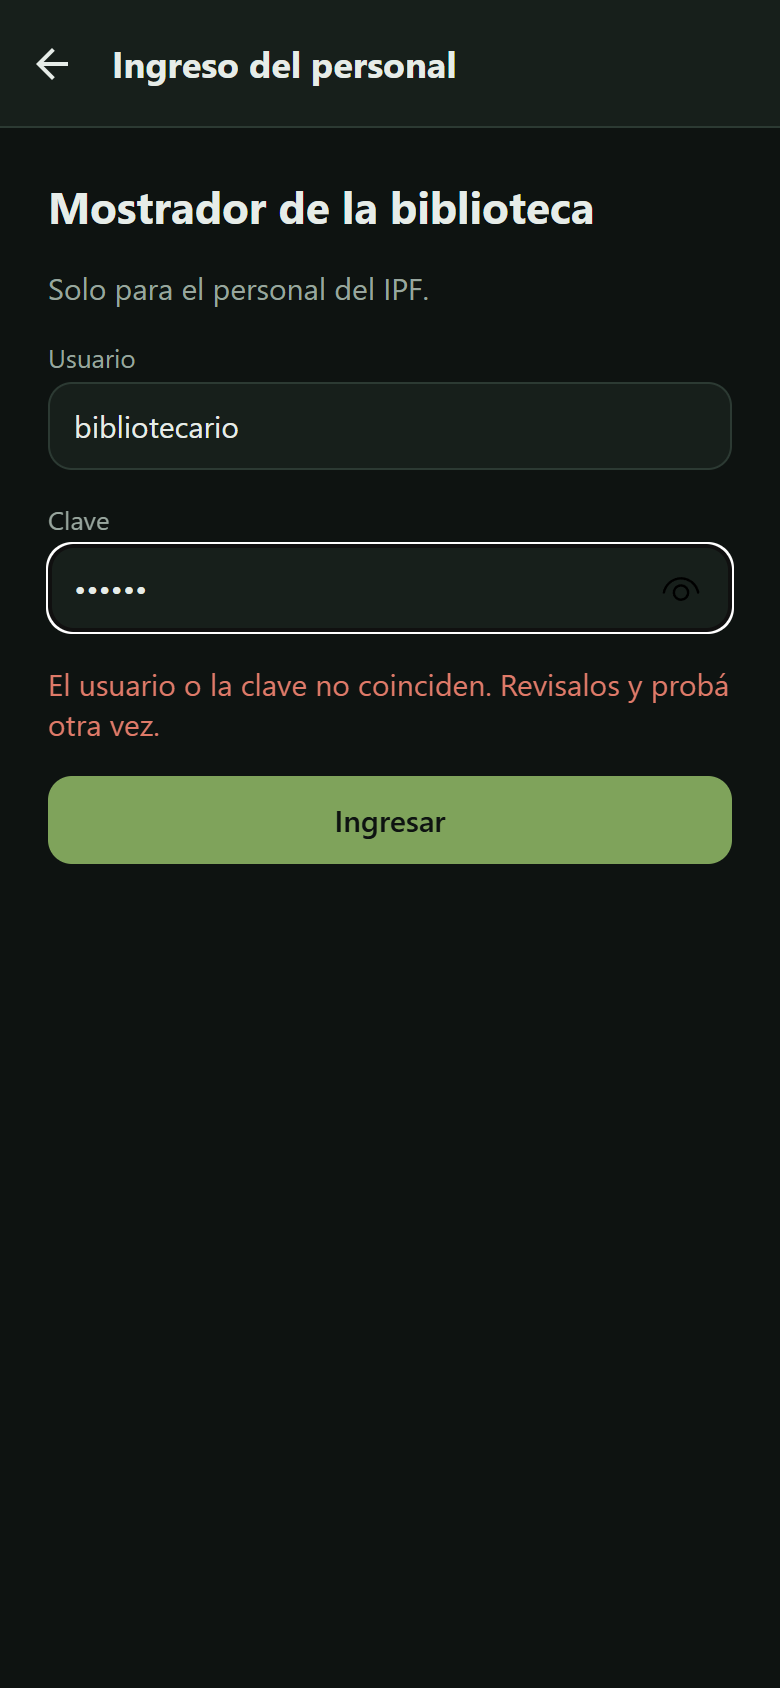 Ingreso del personal
Mostrador de la biblioteca
Solo para el personal del IPF.
Usuario
bibliotecario
Clave
••••••
El usuario o la clave no coinciden. Revisalos y probá
otra vez.
Ingresar